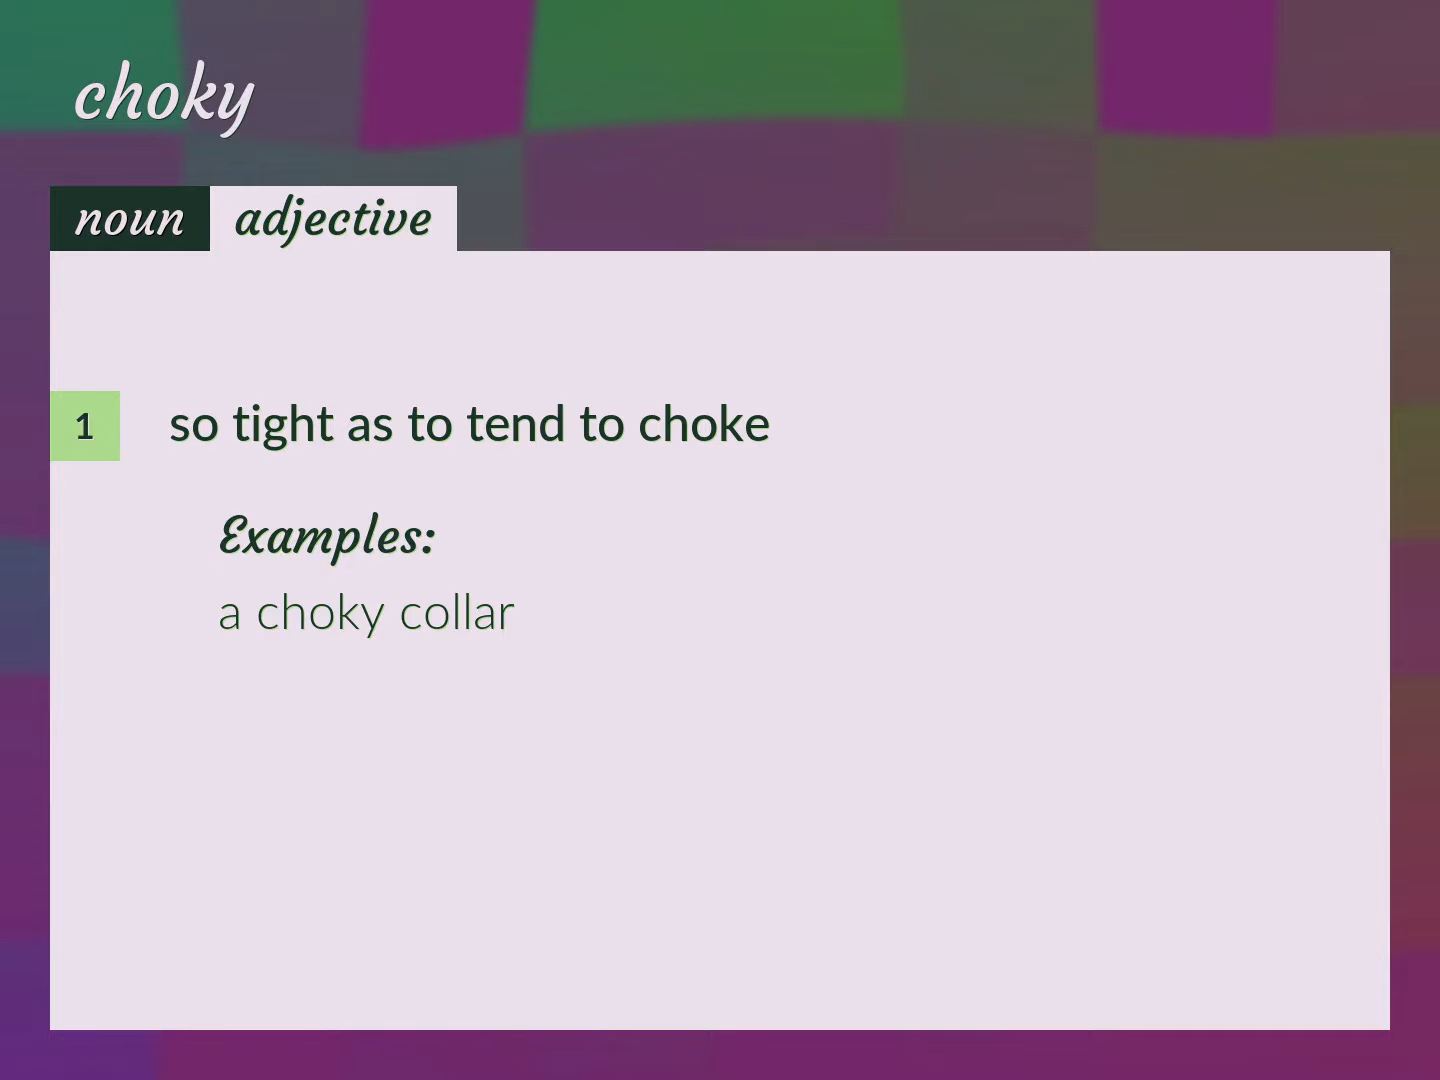 choky
noun adjective
1 so tight as to tend to choke
Examples:
a choky collar